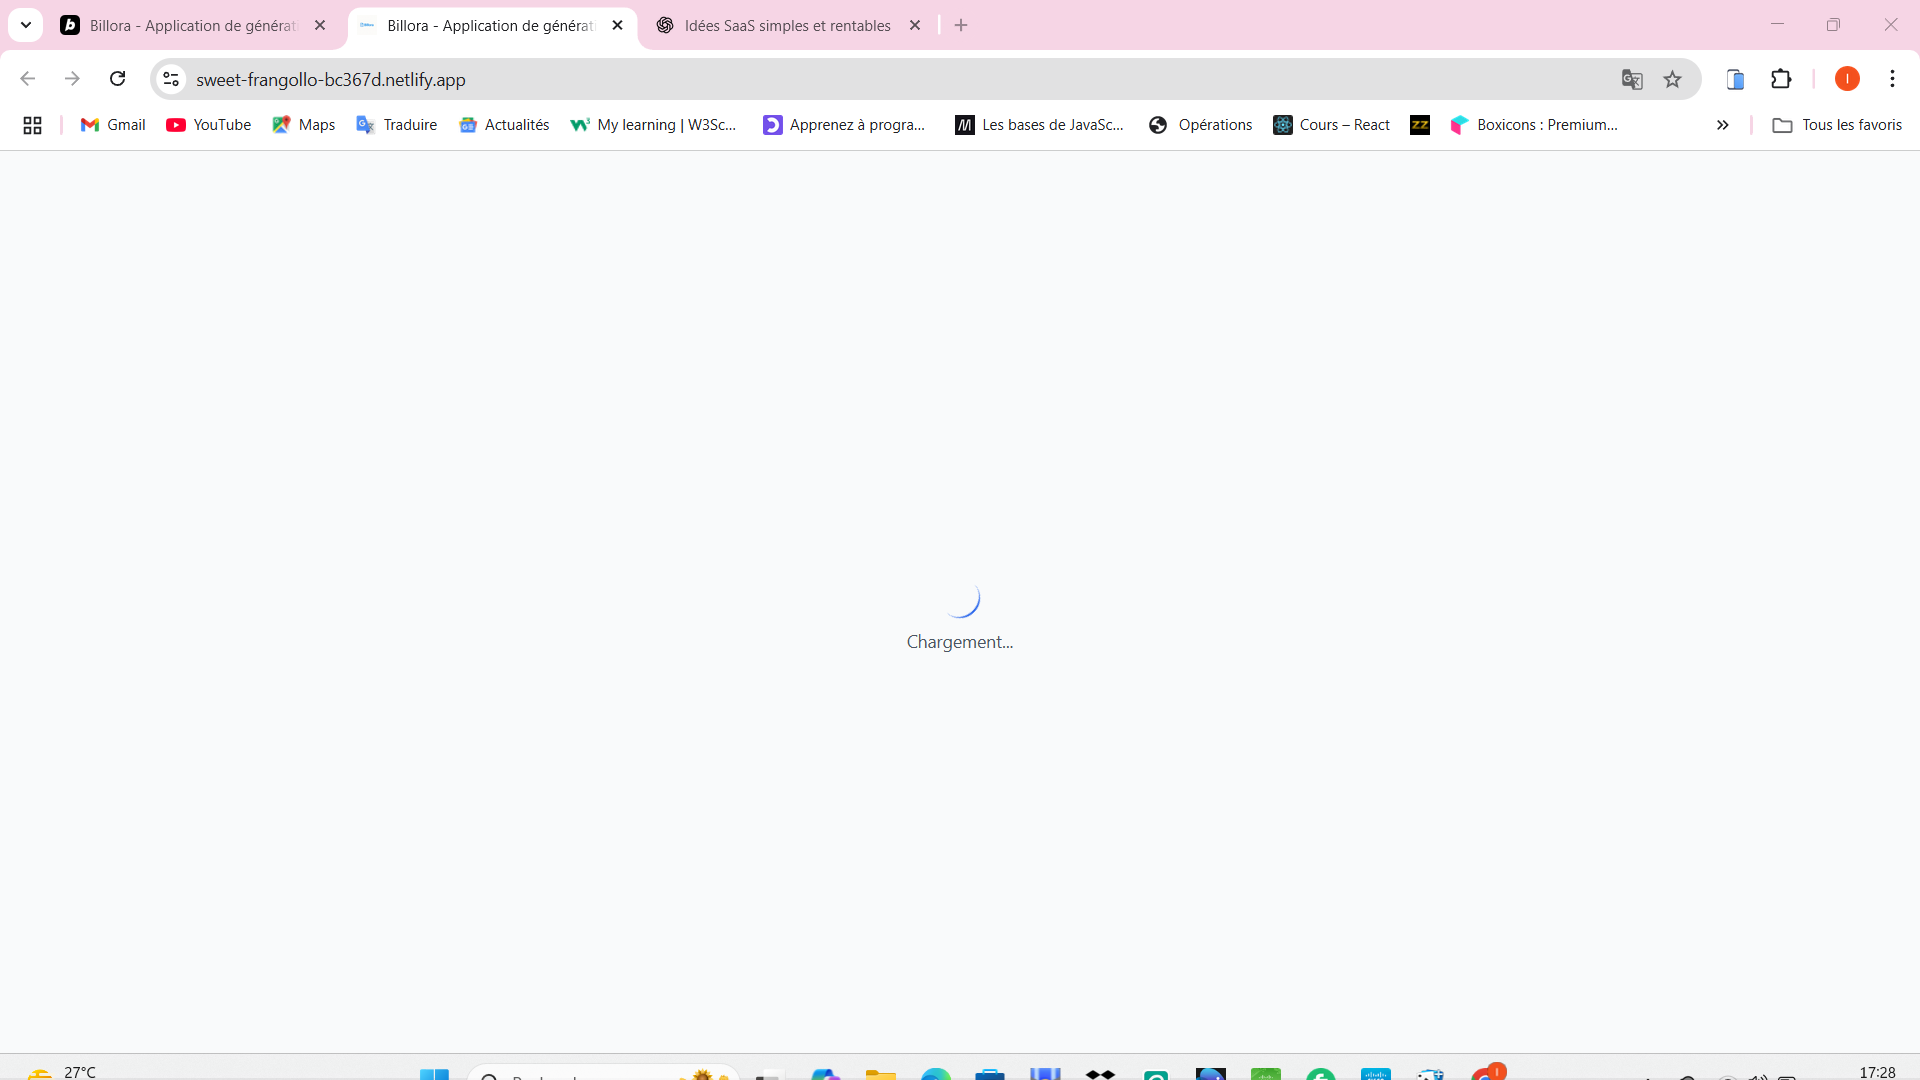 Billora - Application de générati
Billora - Application de générati
Idées SaaS simples et rentables
sweet-frangollo-bc367d.netlify.app
Gmail
YouTube
Maps
Traduire
Actualités
My learning | W3Sc...
Apprenez à progra...
Les bases de JavaSc...
Opérations
Cours – React
Boxicons : Premium...
Tous les favoris
Chargement...
27°C
17:28